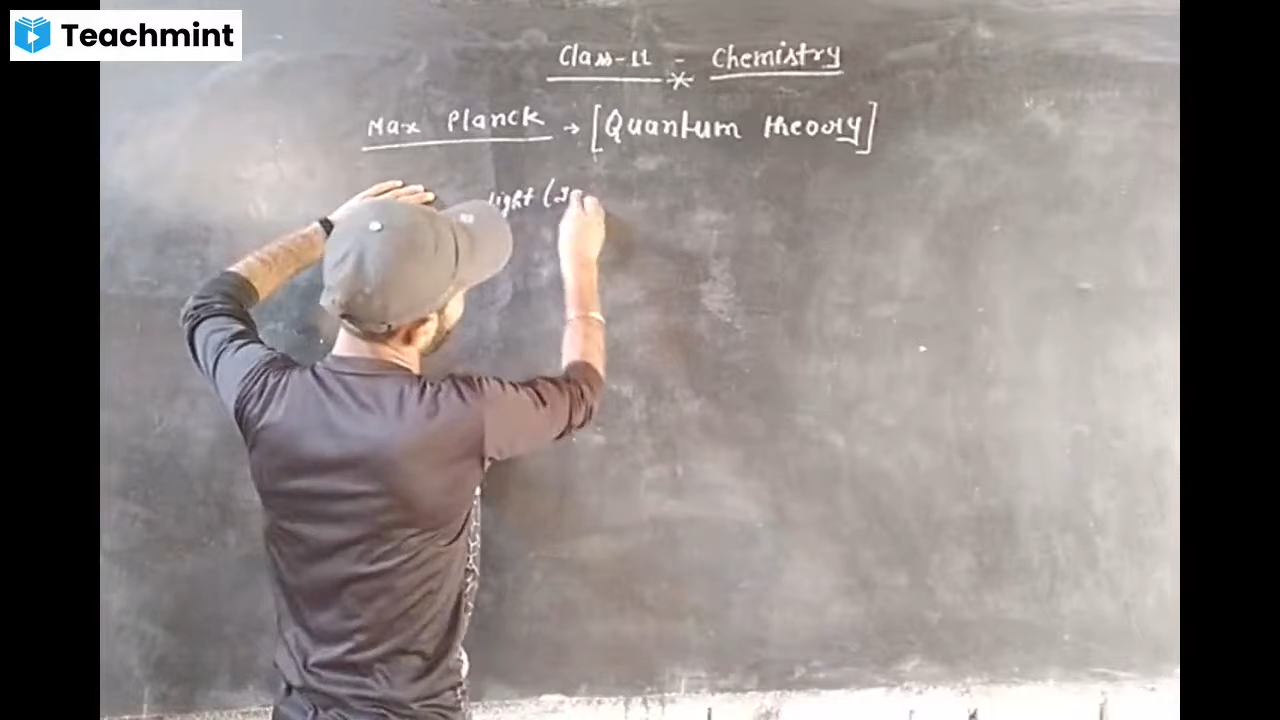 Teachmint
Class-11 - Chemistry
Max Planck → [Quantum theory]
light (